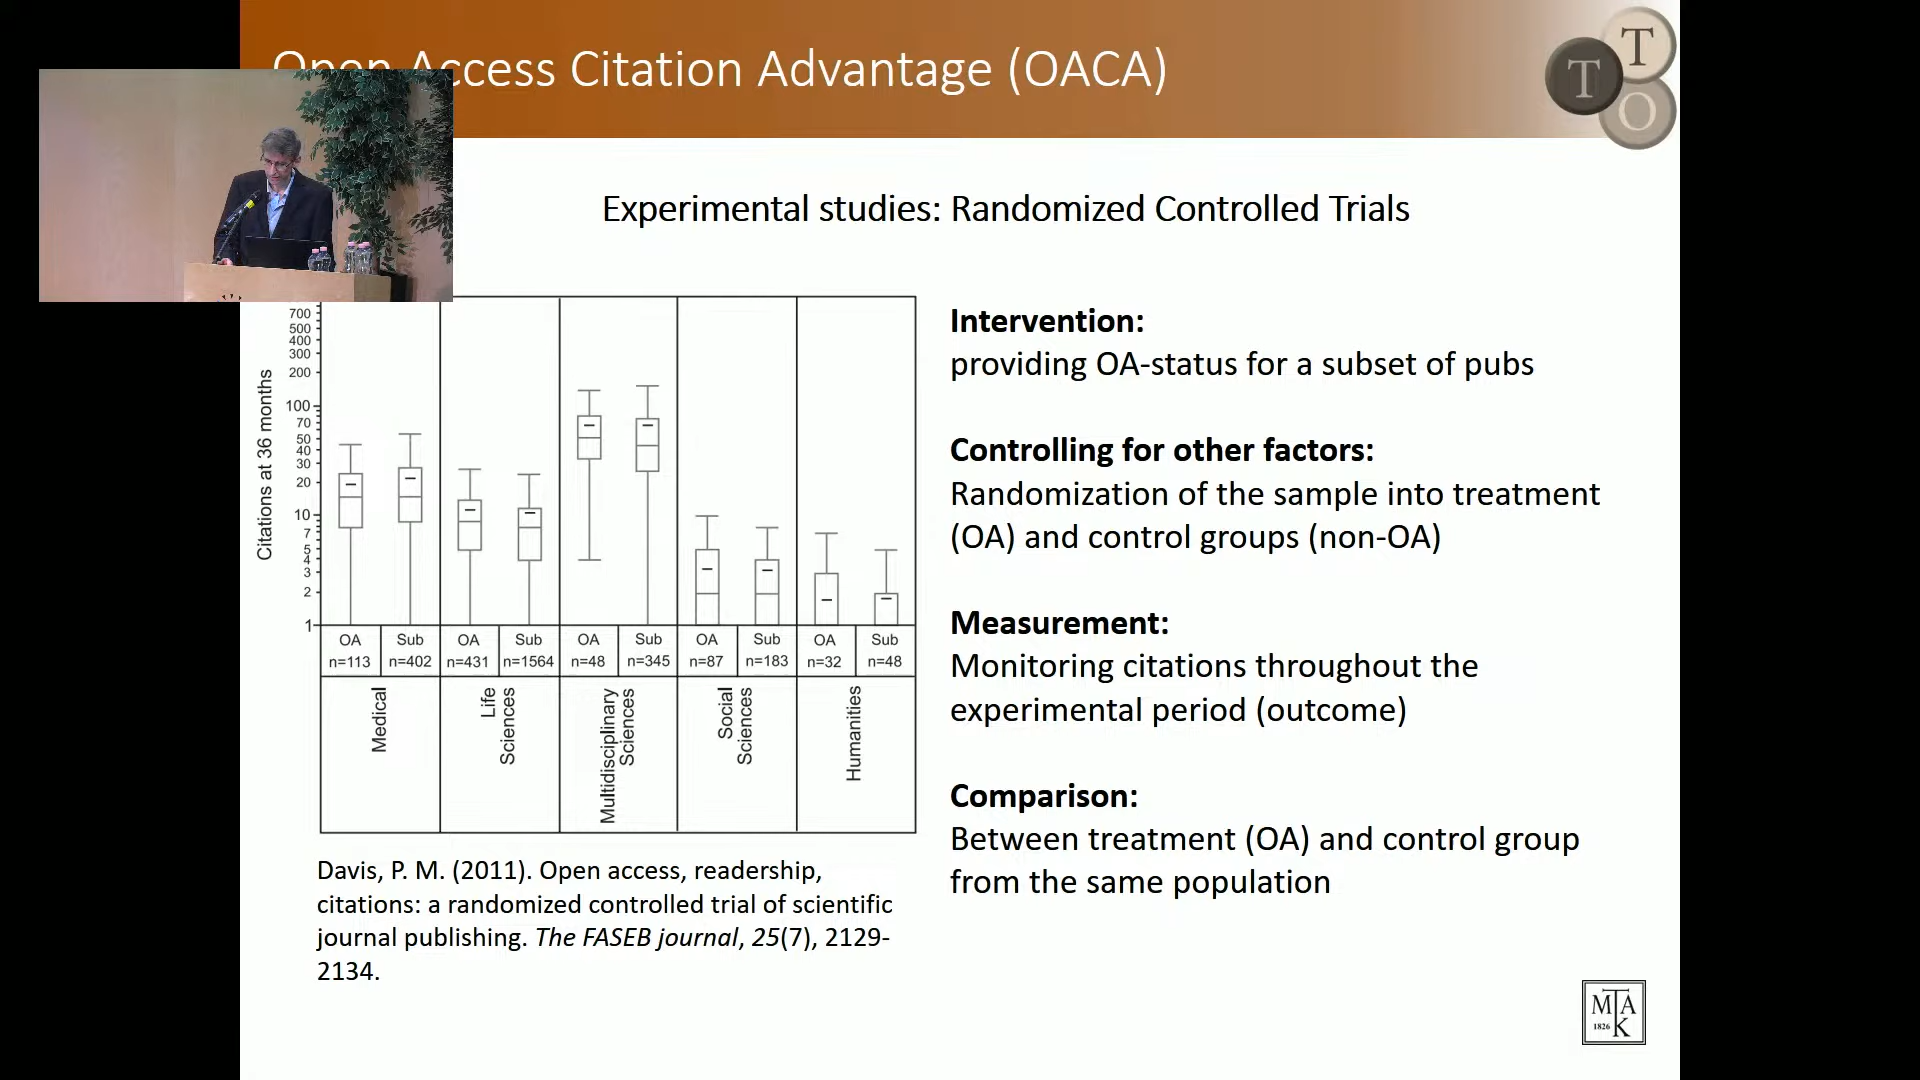 Open Access Citation Advantage (OACA)
T
T
O
Experimental studies: Randomized Controlled Trials
700
500
400
300
200
100
70
50
40
30
20
10
7
5
4
3
2
1
Citations at 36 months
OA Sub OA Sub OA Sub OA Sub OA Sub
n=113 n=402 n=431 n=1564 n=48 n=345 n=87 n=183 n=32 n=48
Medical
Life
Sciences
Multidisciplinary
Sciences
Social
Sciences
Humanities
Davis, P. M. (2011). Open access, readership,
citations: a randomized controlled trial of scientific
journal publishing. The FASEB journal, 25(7), 2129-
2134.
Intervention:
providing OA-status for a subset of pubs
Controlling for other factors:
Randomization of the sample into treatment
(OA) and control groups (non-OA)
Measurement:
Monitoring citations throughout the
experimental period (outcome)
Comparison:
Between treatment (OA) and control group
from the same population
MTA
1826 K